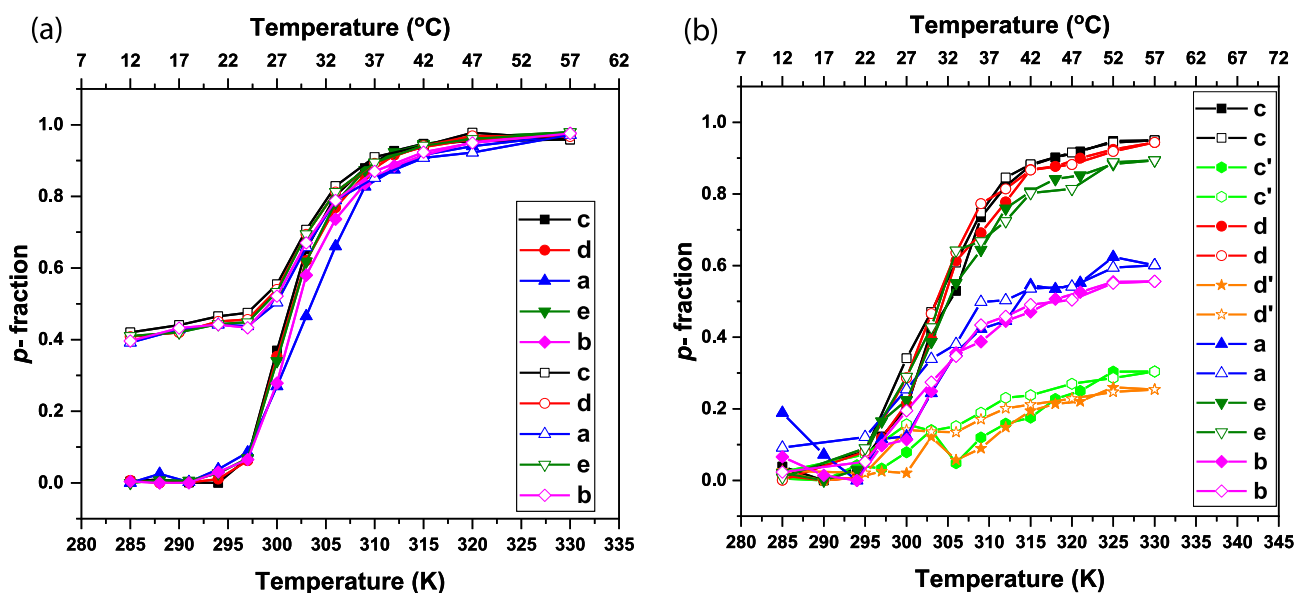 (a)
Temperature (ºC)
7 12 17 22 27 32 37 42 47 52 57 62
1.0
0.8
0.6
0.4
0.2
0.0
p- fraction
c
d
a
e
b
c
d
a
e
b
280 285 290 295 300 305 310 315 320 325 330 335
Temperature (K)
(b)
Temperature (ºC)
7 12 17 22 27 32 37 42 47 52 57 62 67 72
1.0
0.8
0.6
0.4
0.2
0.0
p- fraction
c
c
c'
c'
d
d
d'
d'
a
a
e
e
b
b
280 285 290 295 300 305 310 315 320 325 330 335 340 345
Temperature (K)